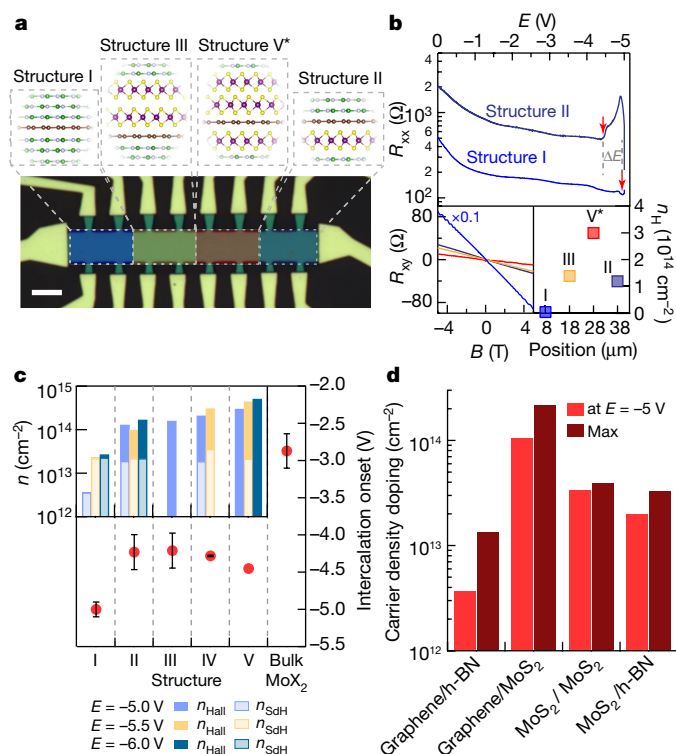 a
Structure I
Structure III
Structure V*
Structure II
b
E (V)
0 −1 −2 −3 −4 −5
Rxx (Ω)
4
2
10³
6
4
2
10²
Structure II
Structure I
ΔE
Rxy (Ω)
80
0
−80
×0.1
−4 0 4
B (T)
I
III
V*
II
8 18 28 38
Position (μm)
4
3
2
1
0
nH (10¹⁴ cm⁻²)
c
n (cm⁻²)
10¹⁵
10¹⁴
10¹³
10¹²
−2.0
−2.5
−3.0
−3.5
−4.0
−4.5
−5.0
−5.5
Intercalation onset (V)
I II III IV V Bulk
Structure MoX₂
E = −5.0 V nHall nSdH
E = −5.5 V nHall nSdH
E = −6.0 V nHall nSdH
d
Carrier density doping (cm⁻²)
10¹⁴
10¹³
10¹²
at E = −5 V
Max
Graphene/h-BN
Graphene/MoS₂
MoS₂/MoS₂
MoS₂/h-BN